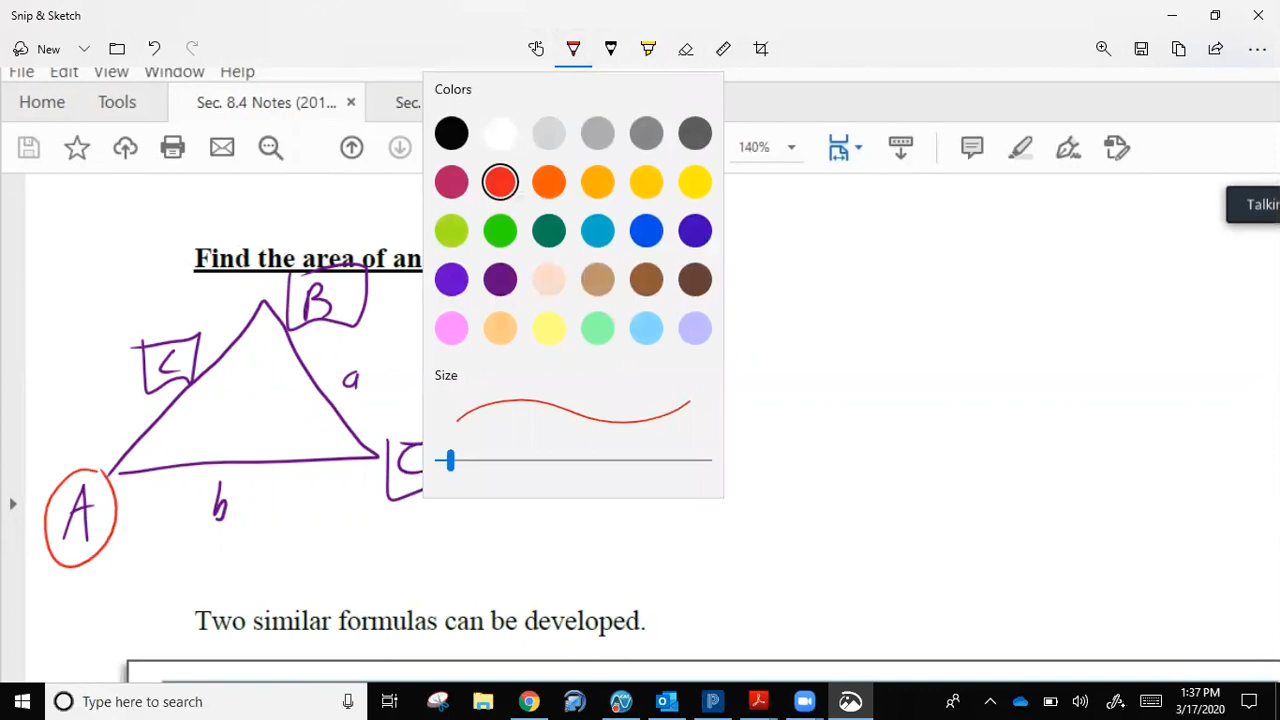 Snip & Sketch
New
File Edit View Window Help
Home Tools Sec. 8.4 Notes (201... × Sec.
140%
Colors
Talkin
Find the area of an
B
C
a
C
A
b
Size
Two similar formulas can be developed.
Type here to search
1:37 PM
3/17/2020